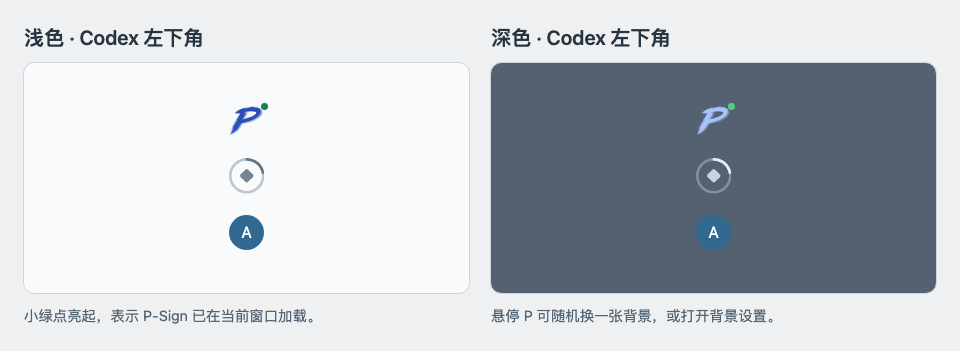 浅色 · Codex 左下角
P
A
小绿点亮起，表示 P-Sign 已在当前窗口加载。
深色 · Codex 左下角
P
A
悬停 P 可随机换一张背景，或打开背景设置。